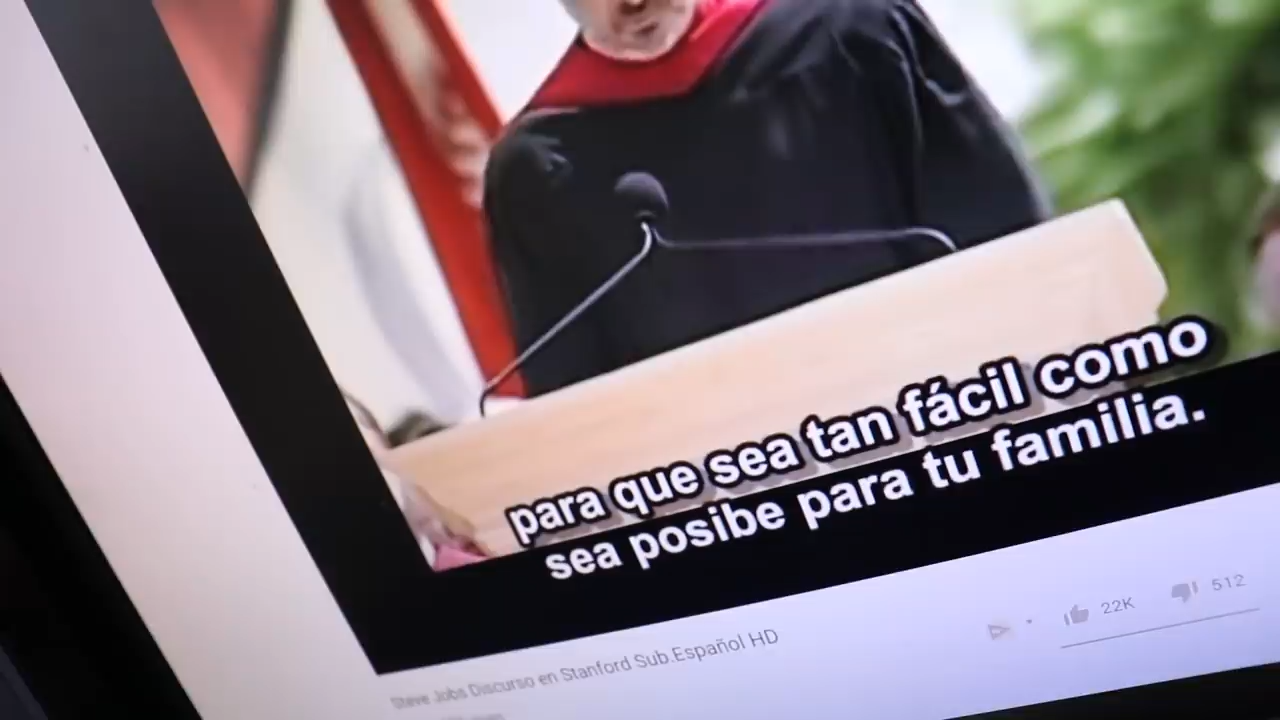 para que sea tan fácil como
sea posibe para tu familia.
22K
512
Steve Jobs Discurso en Stanford Sub.Español HD